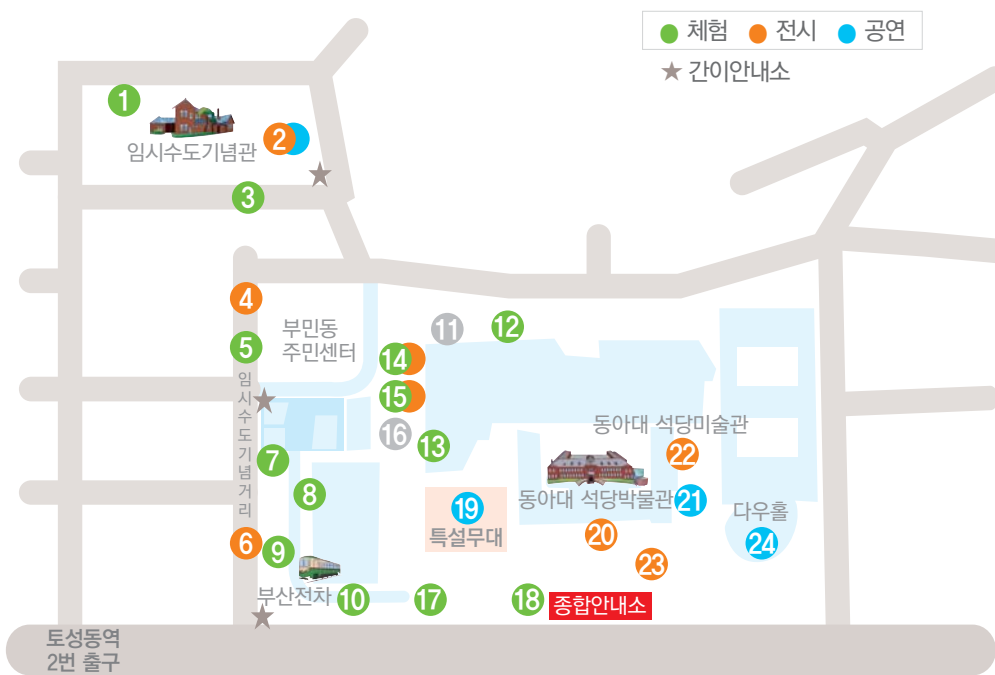 체험 전시 공연
간이안내소
1
임시수도기념관
2
3
4
부민동
주민센터
5
11
12
14
15
16
13
임시수도기념거리
7
8
6
9
부산전차
10
17
18
종합안내소
19
특설무대
동아대 석당미술관
22
동아대 석당박물관
21
20
23
다우홀
24
토성동역
2번 출구